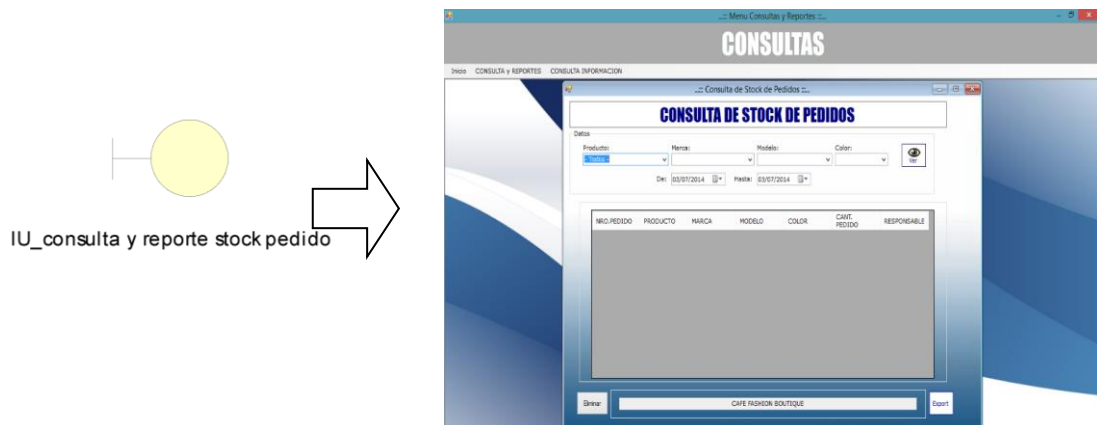 ..:: Menu Consultas y Reportes ::..
CONSULTAS
Inicio CONSULTA y REPORTES CONSULTA INFORMACION
..:: Consulta de Stock de Pedidos ::..
CONSULTA DE STOCK DE PEDIDOS
Datos
Producto: Marca: Modelo: Color:
- Todos - Ver
De: 03/07/2014 Hasta: 03/07/2014
IU_consulta y reporte stock pedido
NRO.PEDIDO PRODUCTO MARCA MODELO COLOR CANT. PEDIDO RESPONSABLE
Eliminar CAFE FASHION BOUTIQUE Export